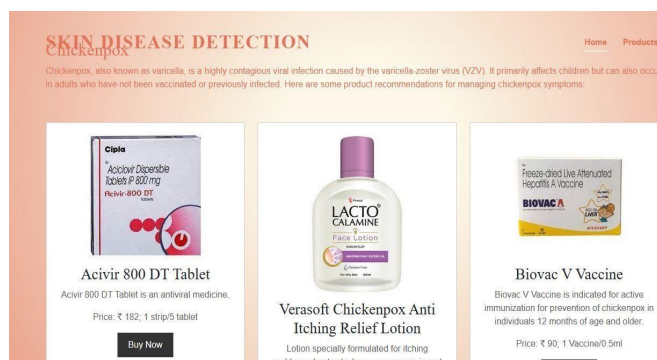 SKIN DISEASE DETECTION
Home Products
Chickenpox
Chickenpox, also known as varicella, is a highly contagious viral infection caused by the varicella-zoster virus (VZV). It primarily affects children but can also occu
in adults who have not been vaccinated or previously infected. Here are some product recommendations for managing chickenpox symptoms.
Cipla
Aciclovir Dispersible
Tablets IP 800 mg
Acivir-800 DT
TABLETS
Acivir 800 DT Tablet
Acivir 800 DT Tablet is an antiviral medicine.
Price: ₹ 182; 1 strip/5 tablet
Buy Now
LACTO
CALAMINE
Face Lotion
Verasoft Chickenpox Anti
Itching Relief Lotion
Lotion specially formulated for itching
Freeze-dried Live Attenuated
Hepatitis A Vaccine
BIOVAC A
Biovac V Vaccine
Biovac V Vaccine is indicated for active
immunization for prevention of chickenpox in
individuals 12 months of age and older.
Price: ₹ 90; 1 Vaccine/0.5ml